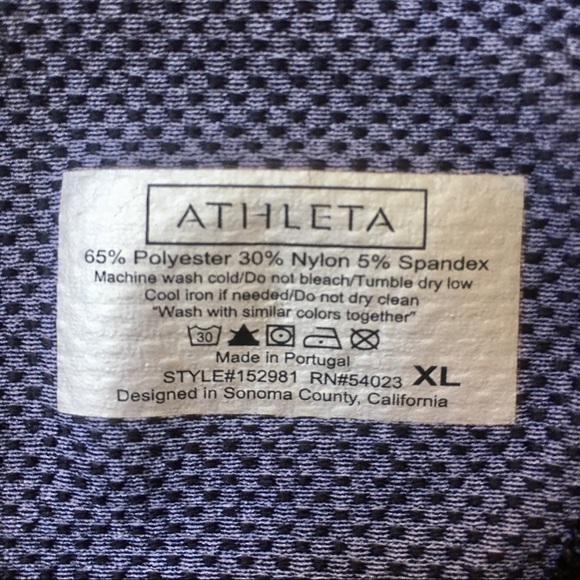 ATHLETA
65% Polyester 30% Nylon 5% Spandex
Machine wash cold/Do not bleach/Tumble dry low
Cool iron if needed/Do not dry clean
"Wash with similar colors together"
30
Made in Portugal
STYLE#152981 RN#54023 XL
Designed in Sonoma County, California